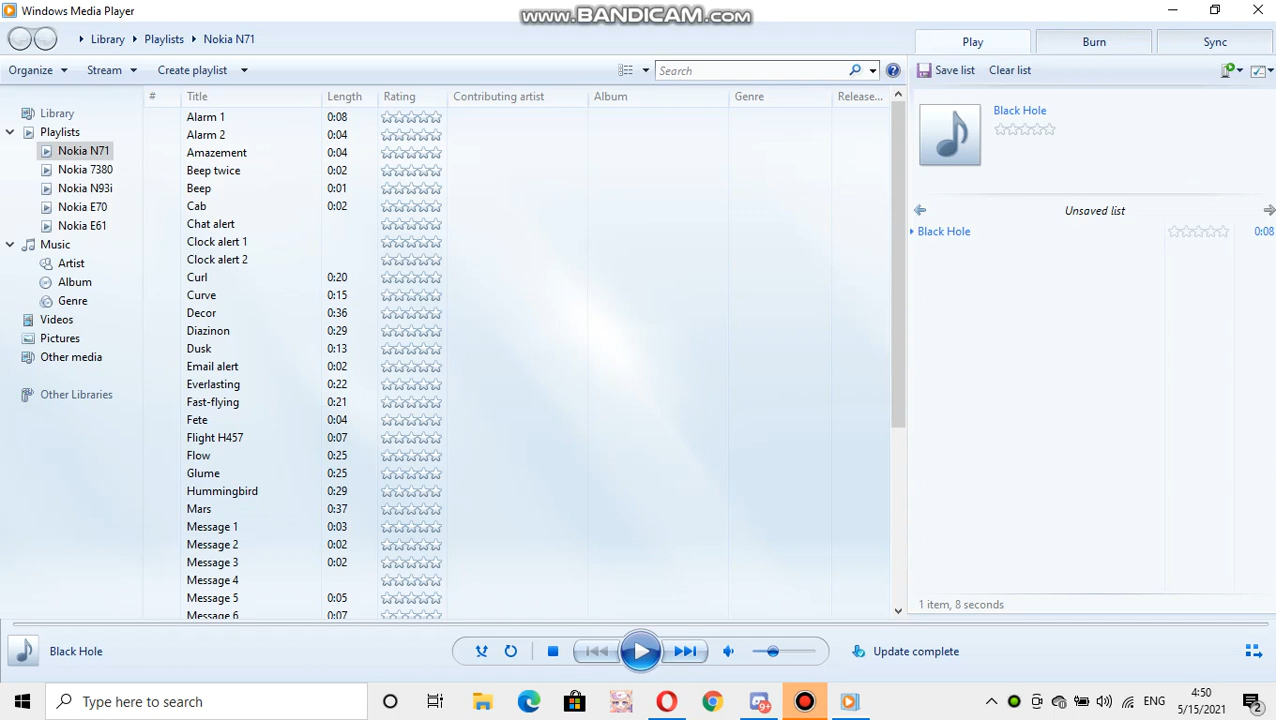 Windows Media Player
www.BANDICAM.com
Library Playlists Nokia N71
Play Burn Sync
Organize Stream Create playlist Search Save list Clear list
# Title Length Rating Contributing artist Album Genre Release...
Library
Playlists
Nokia N71
Nokia 7380
Nokia N93i
Nokia E70
Nokia E61
Music
Artist
Album
Genre
Videos
Pictures
Other media
Other Libraries
Alarm 1 0:08
Alarm 2 0:04
Amazement 0:04
Beep twice 0:02
Beep 0:01
Cab 0:02
Chat alert
Clock alert 1
Clock alert 2
Curl 0:20
Curve 0:15
Decor 0:36
Diazinon 0:29
Dusk 0:13
Email alert 0:02
Everlasting 0:22
Fast-flying 0:21
Fete 0:04
Flight H457 0:07
Flow 0:25
Glume 0:25
Hummingbird 0:29
Mars 0:37
Message 1 0:03
Message 2 0:02
Message 3 0:02
Message 4
Message 5 0:05
Message 6 0:07
Black Hole
Unsaved list
Black Hole 0:08
1 item, 8 seconds
Black Hole
Update complete
Type here to search
9+
ENG
4:50
5/15/2021
2